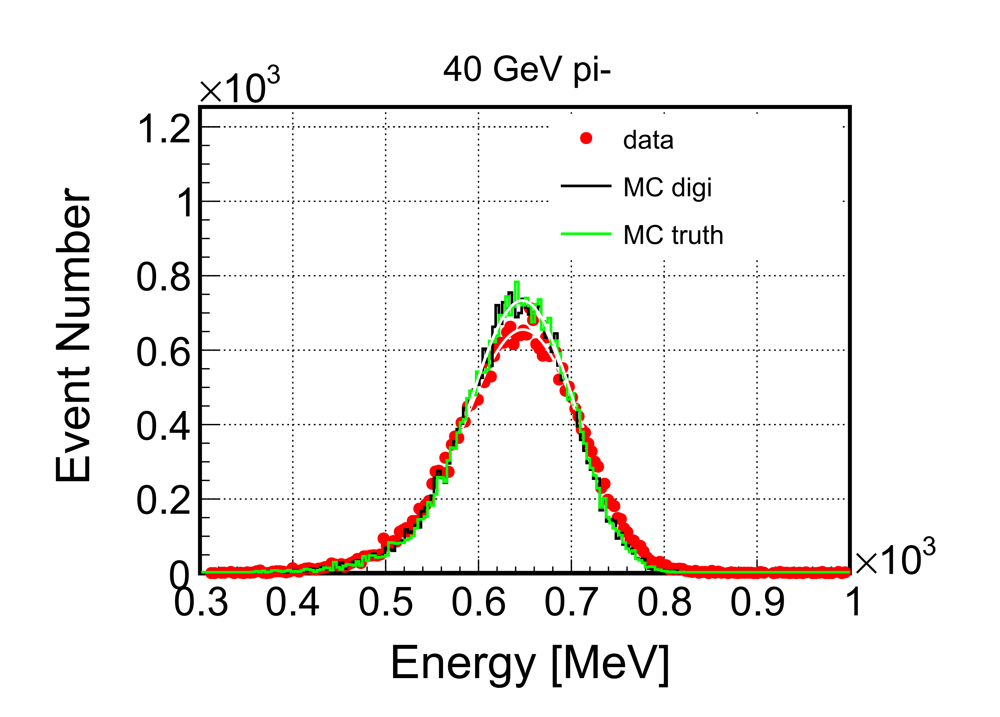 40 GeV pi-
×10³
1.2
1
0.8
0.6
0.4
0.2
0
Event Number
data
MC digi
MC truth
0.3 0.4 0.5 0.6 0.7 0.8 0.9 1
×10³
Energy [MeV]